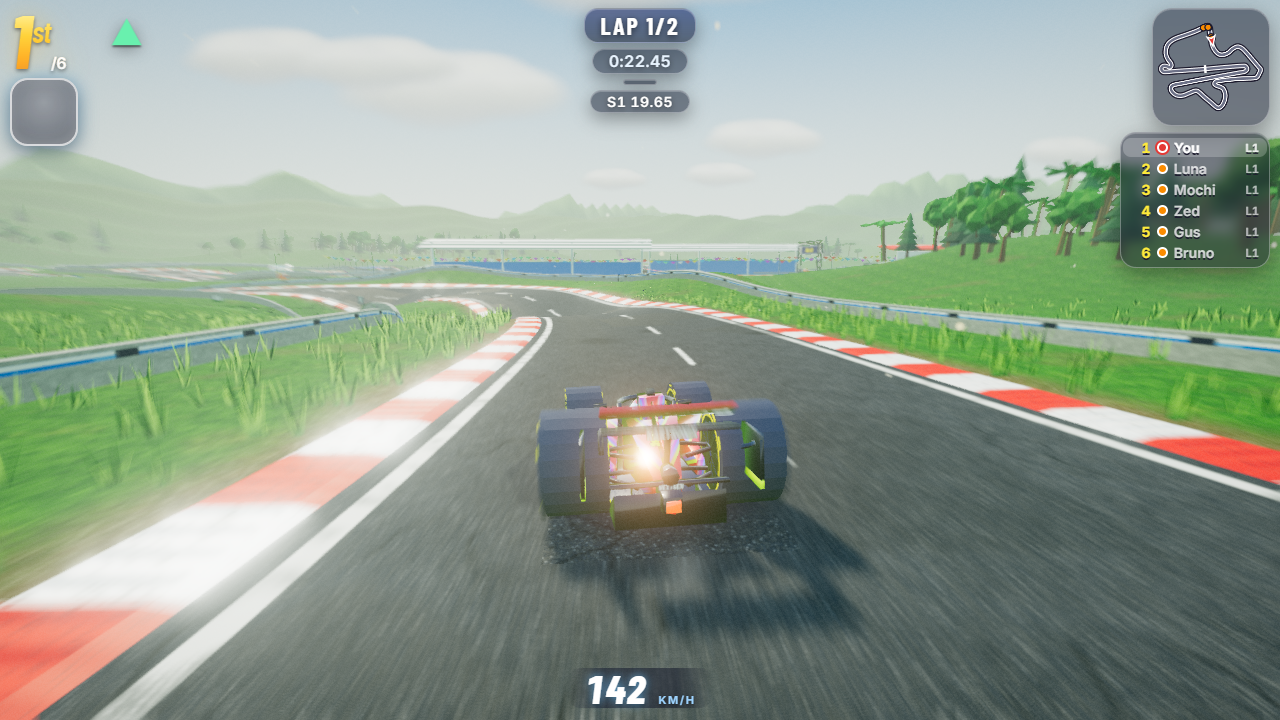 1st
/6
LAP 1/2
0:22.45
S1 19.65
1 You L1
2 Luna L1
3 Mochi L1
4 Zed L1
5 Gus L1
6 Bruno L1
142 KM/H